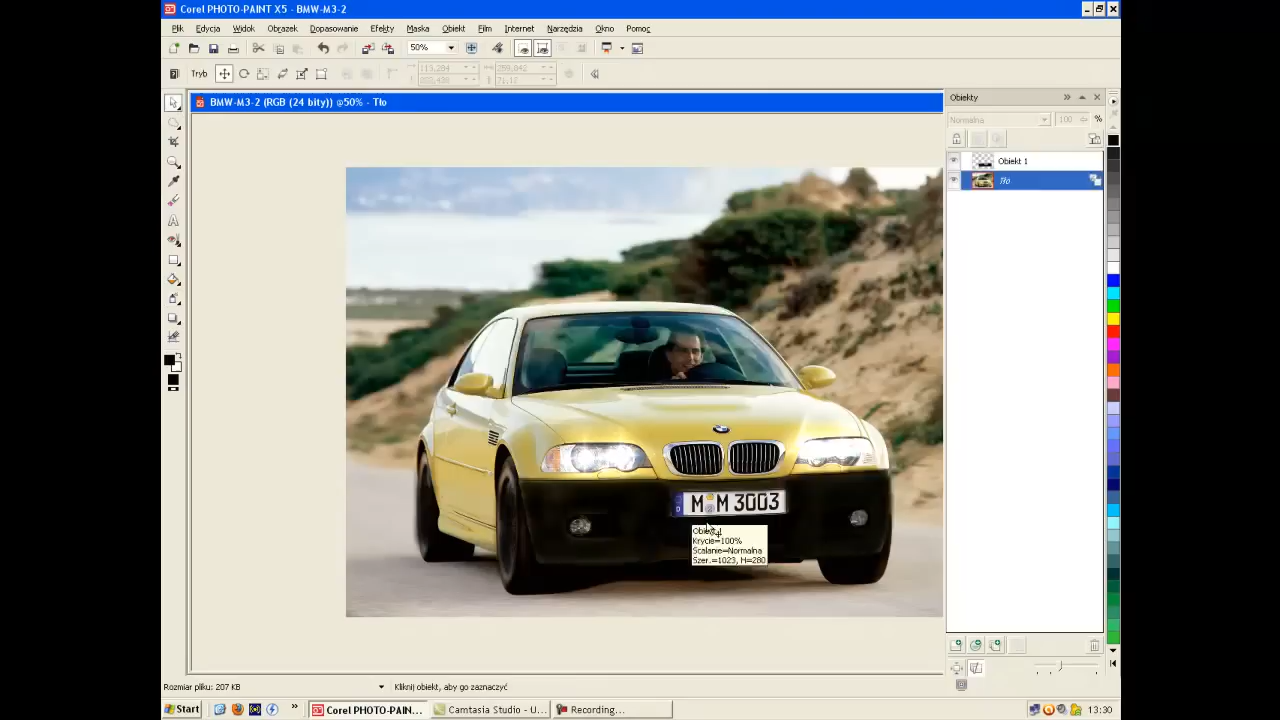 Corel PHOTO-PAINT X5 - BMW-M3-2
Plik Edycja Widok Obrazek Dopasowanie Efekty Maska Obiekt Film Internet Narzędzia Okno Pomoc
50%
Tryb
BMW-M3-2 (RGB (24 bity)) @50% - Tło
Obiekty
Normalna 100 %
Obiekt 1
Tło
M M 3003
Obiekt 1
Krycie=100%
Scalanie=Normalna
Szer.=1023, H=280
Rozmiar pliku: 207 KB Kliknij obiekt, aby go zaznaczyć
Start Corel PHOTO-PAIN... Camtasia Studio - U... Recording... 13:30